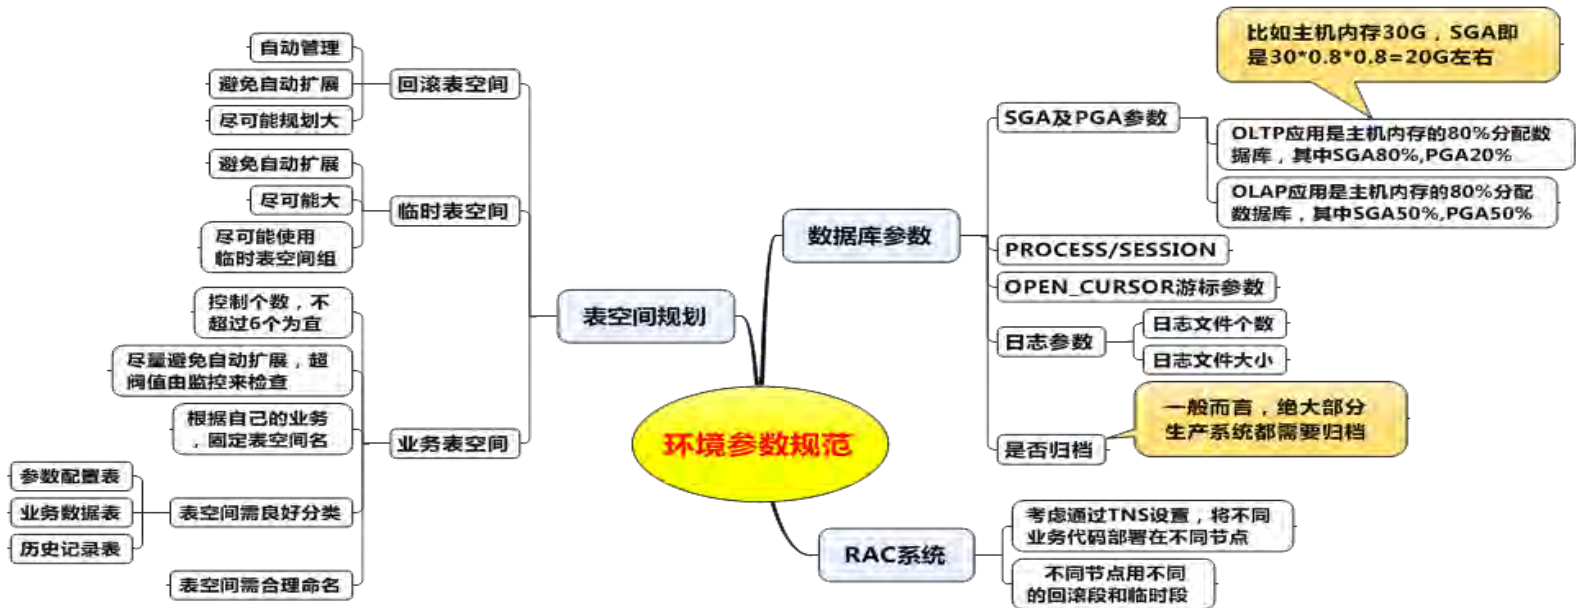 自动管理
避免自动扩展
尽可能规划大
回滚表空间
避免自动扩展
尽可能大
尽可能使用
临时表空间组
临时表空间
控制个数，不
超过6个为宜
尽量避免自动扩展，超
阀值由监控来检查
根据自己的业务
，固定表空间名
参数配置表
业务数据表
历史记录表
表空间需良好分类
表空间需合理命名
业务表空间
表空间规划
环境参数规范
数据库参数
SGA及PGA参数
比如主机内存30G，SGA即
是30*0.8*0.8=20G左右
OLTP应用是主机内存的80%分配数
据库，其中SGA80%,PGA20%
OLAP应用是主机内存的80%分配
数据库，其中SGA50%,PGA50%
PROCESS/SESSION
OPEN_CURSOR游标参数
日志参数
日志文件个数
日志文件大小
是否归档
一般而言，绝大部分
生产系统都需要归档
RAC系统
考虑通过TNS设置，将不同
业务代码部署在不同节点
不同节点用不同
的回滚段和临时段